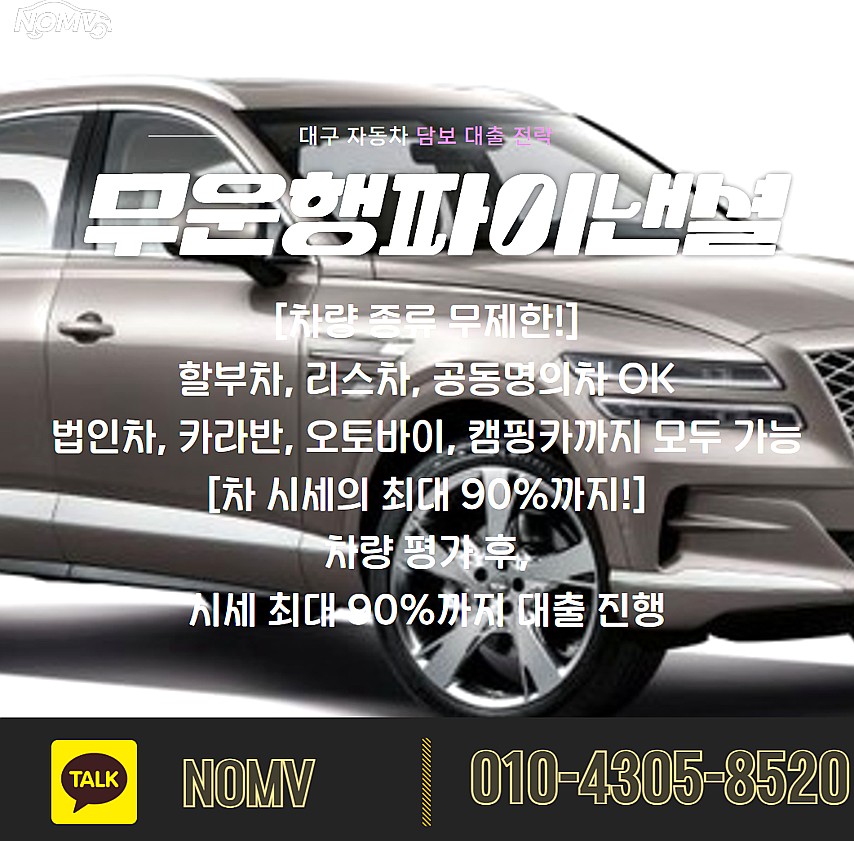 NOMV
대구 자동차 담보 대출 전략
무운행파이낸셜
[차량 종류 무제한!]
할부차, 리스차, 공동명의차 OK
법인차, 카라반, 오토바이, 캠핑카까지 모두 가능
[차 시세의 최대 90%까지!]
차량 평가 후,
시세 최대 90%까지 대출 진행
TALK NOMV 010-4305-8520